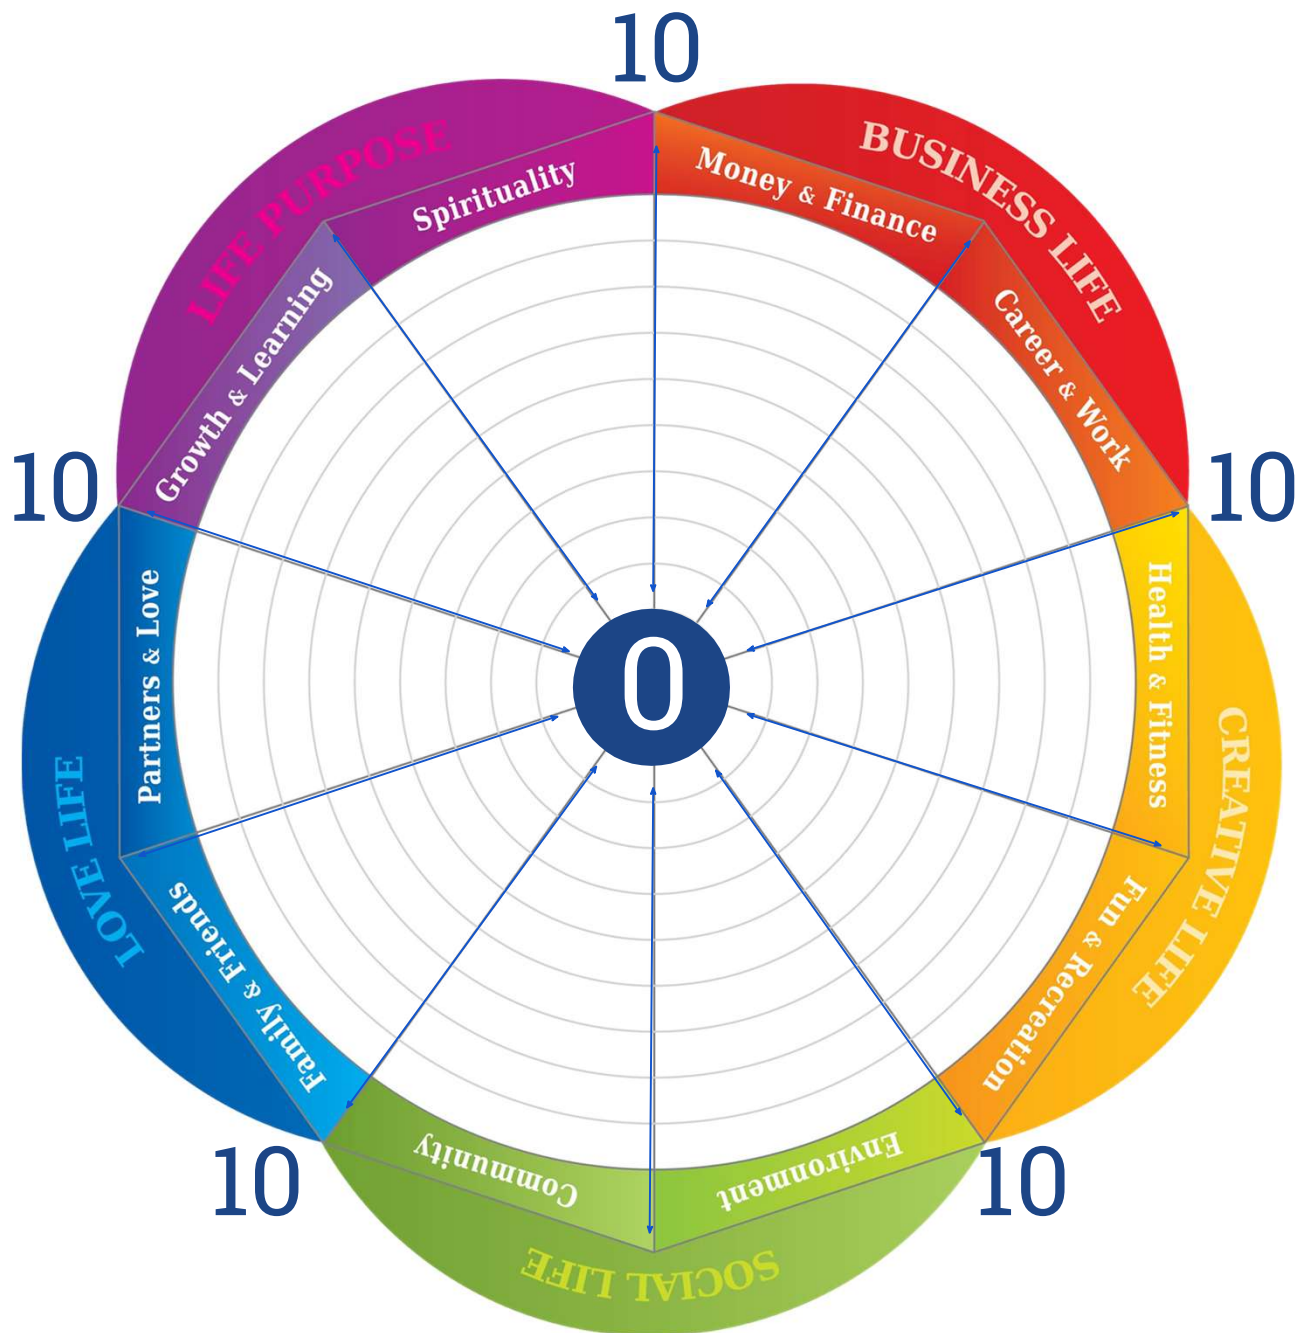 10
LIFE PURPOSE
BUSINESS LIFE
Spirituality
Money & Finance
Growth & Learning
Career & Work
10
10
Partners & Love
Health & Fitness
0
LOVE LIFE
CREATIVE LIFE
Family & Friends
Fun & Recreation
Community
Environment
10
10
SOCIAL LIFE